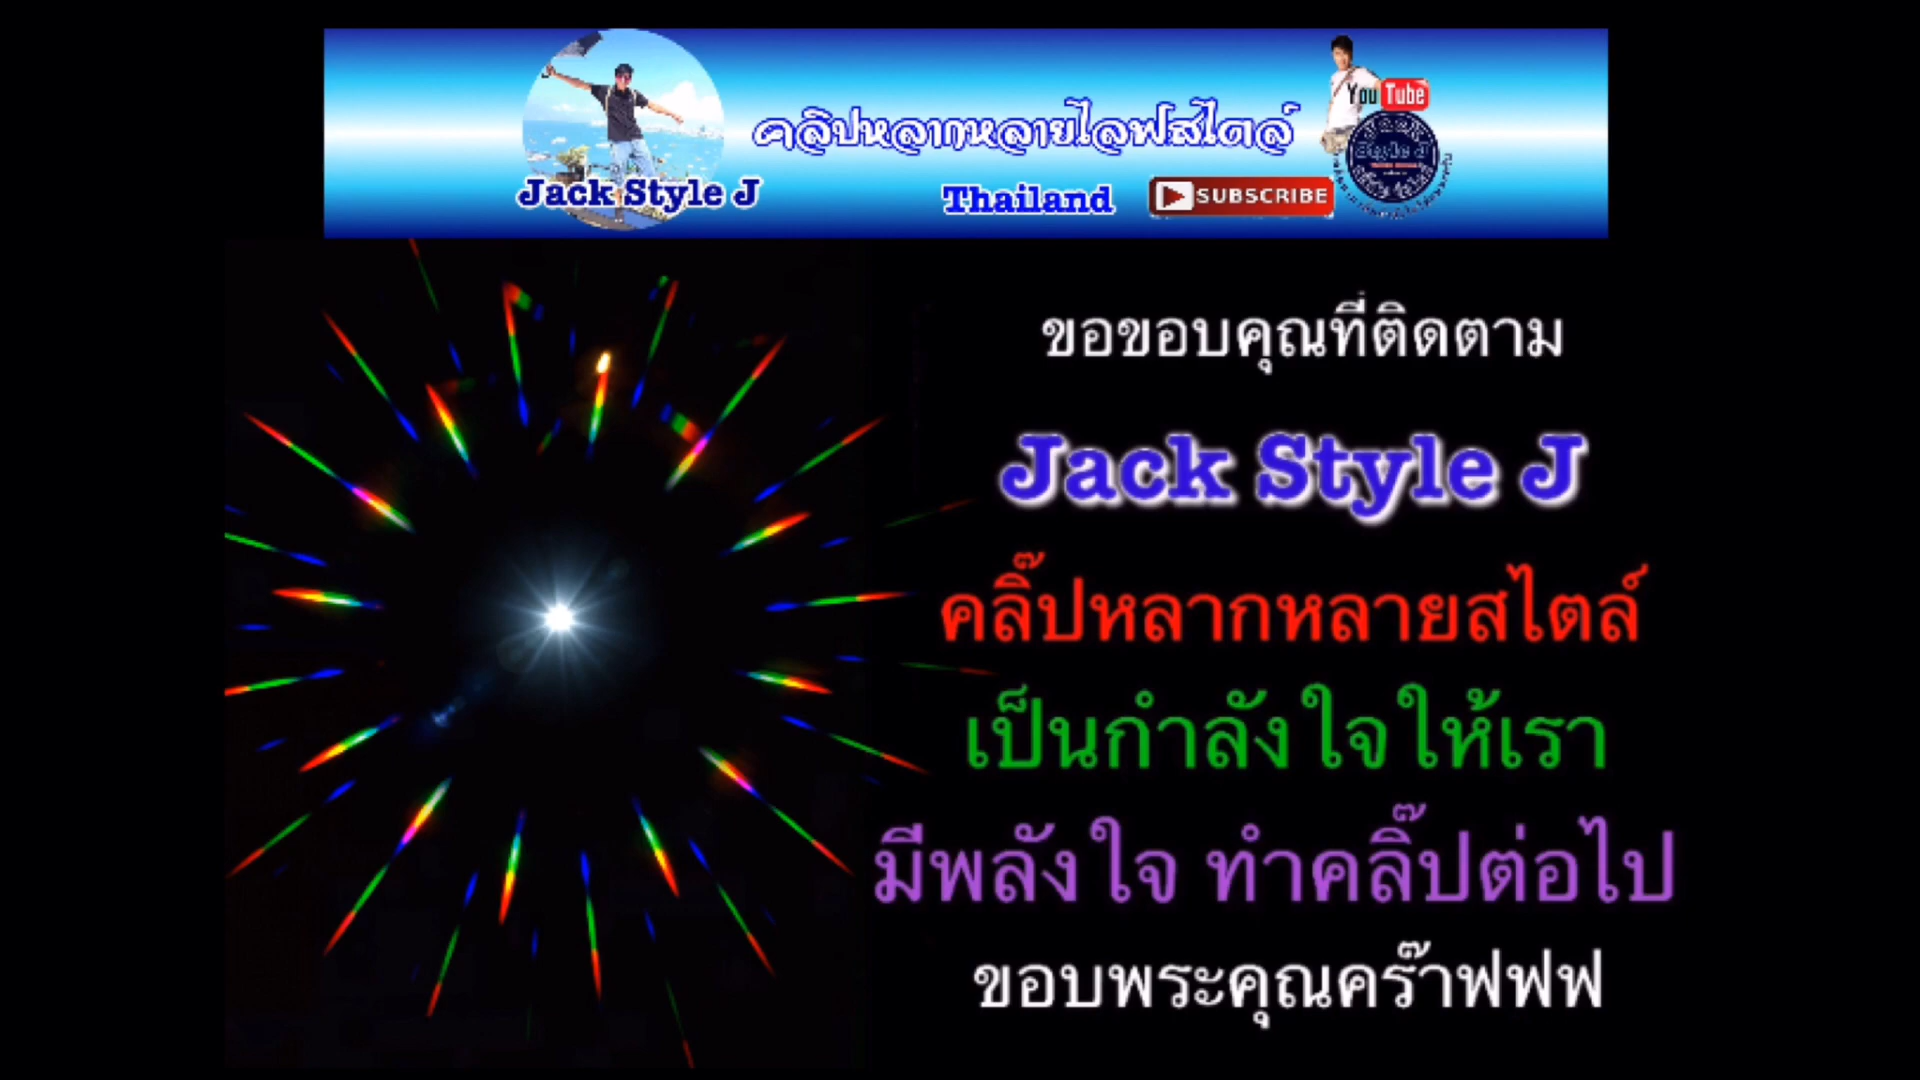 คลิปหลากหลายไลฟ์สไตล์
You Tube
Jack Style J
Thailand
SUBSCRIBE
Style J
ขอขอบคุณที่ติดตาม
Jack Style J
คลิ๊ปหลากหลายสไตล์
เป็นกำลังใจให้เรา
มีพลังใจ ทำคลิ๊ปต่อไป
ขอบพระคุณคร๊าฟฟฟ